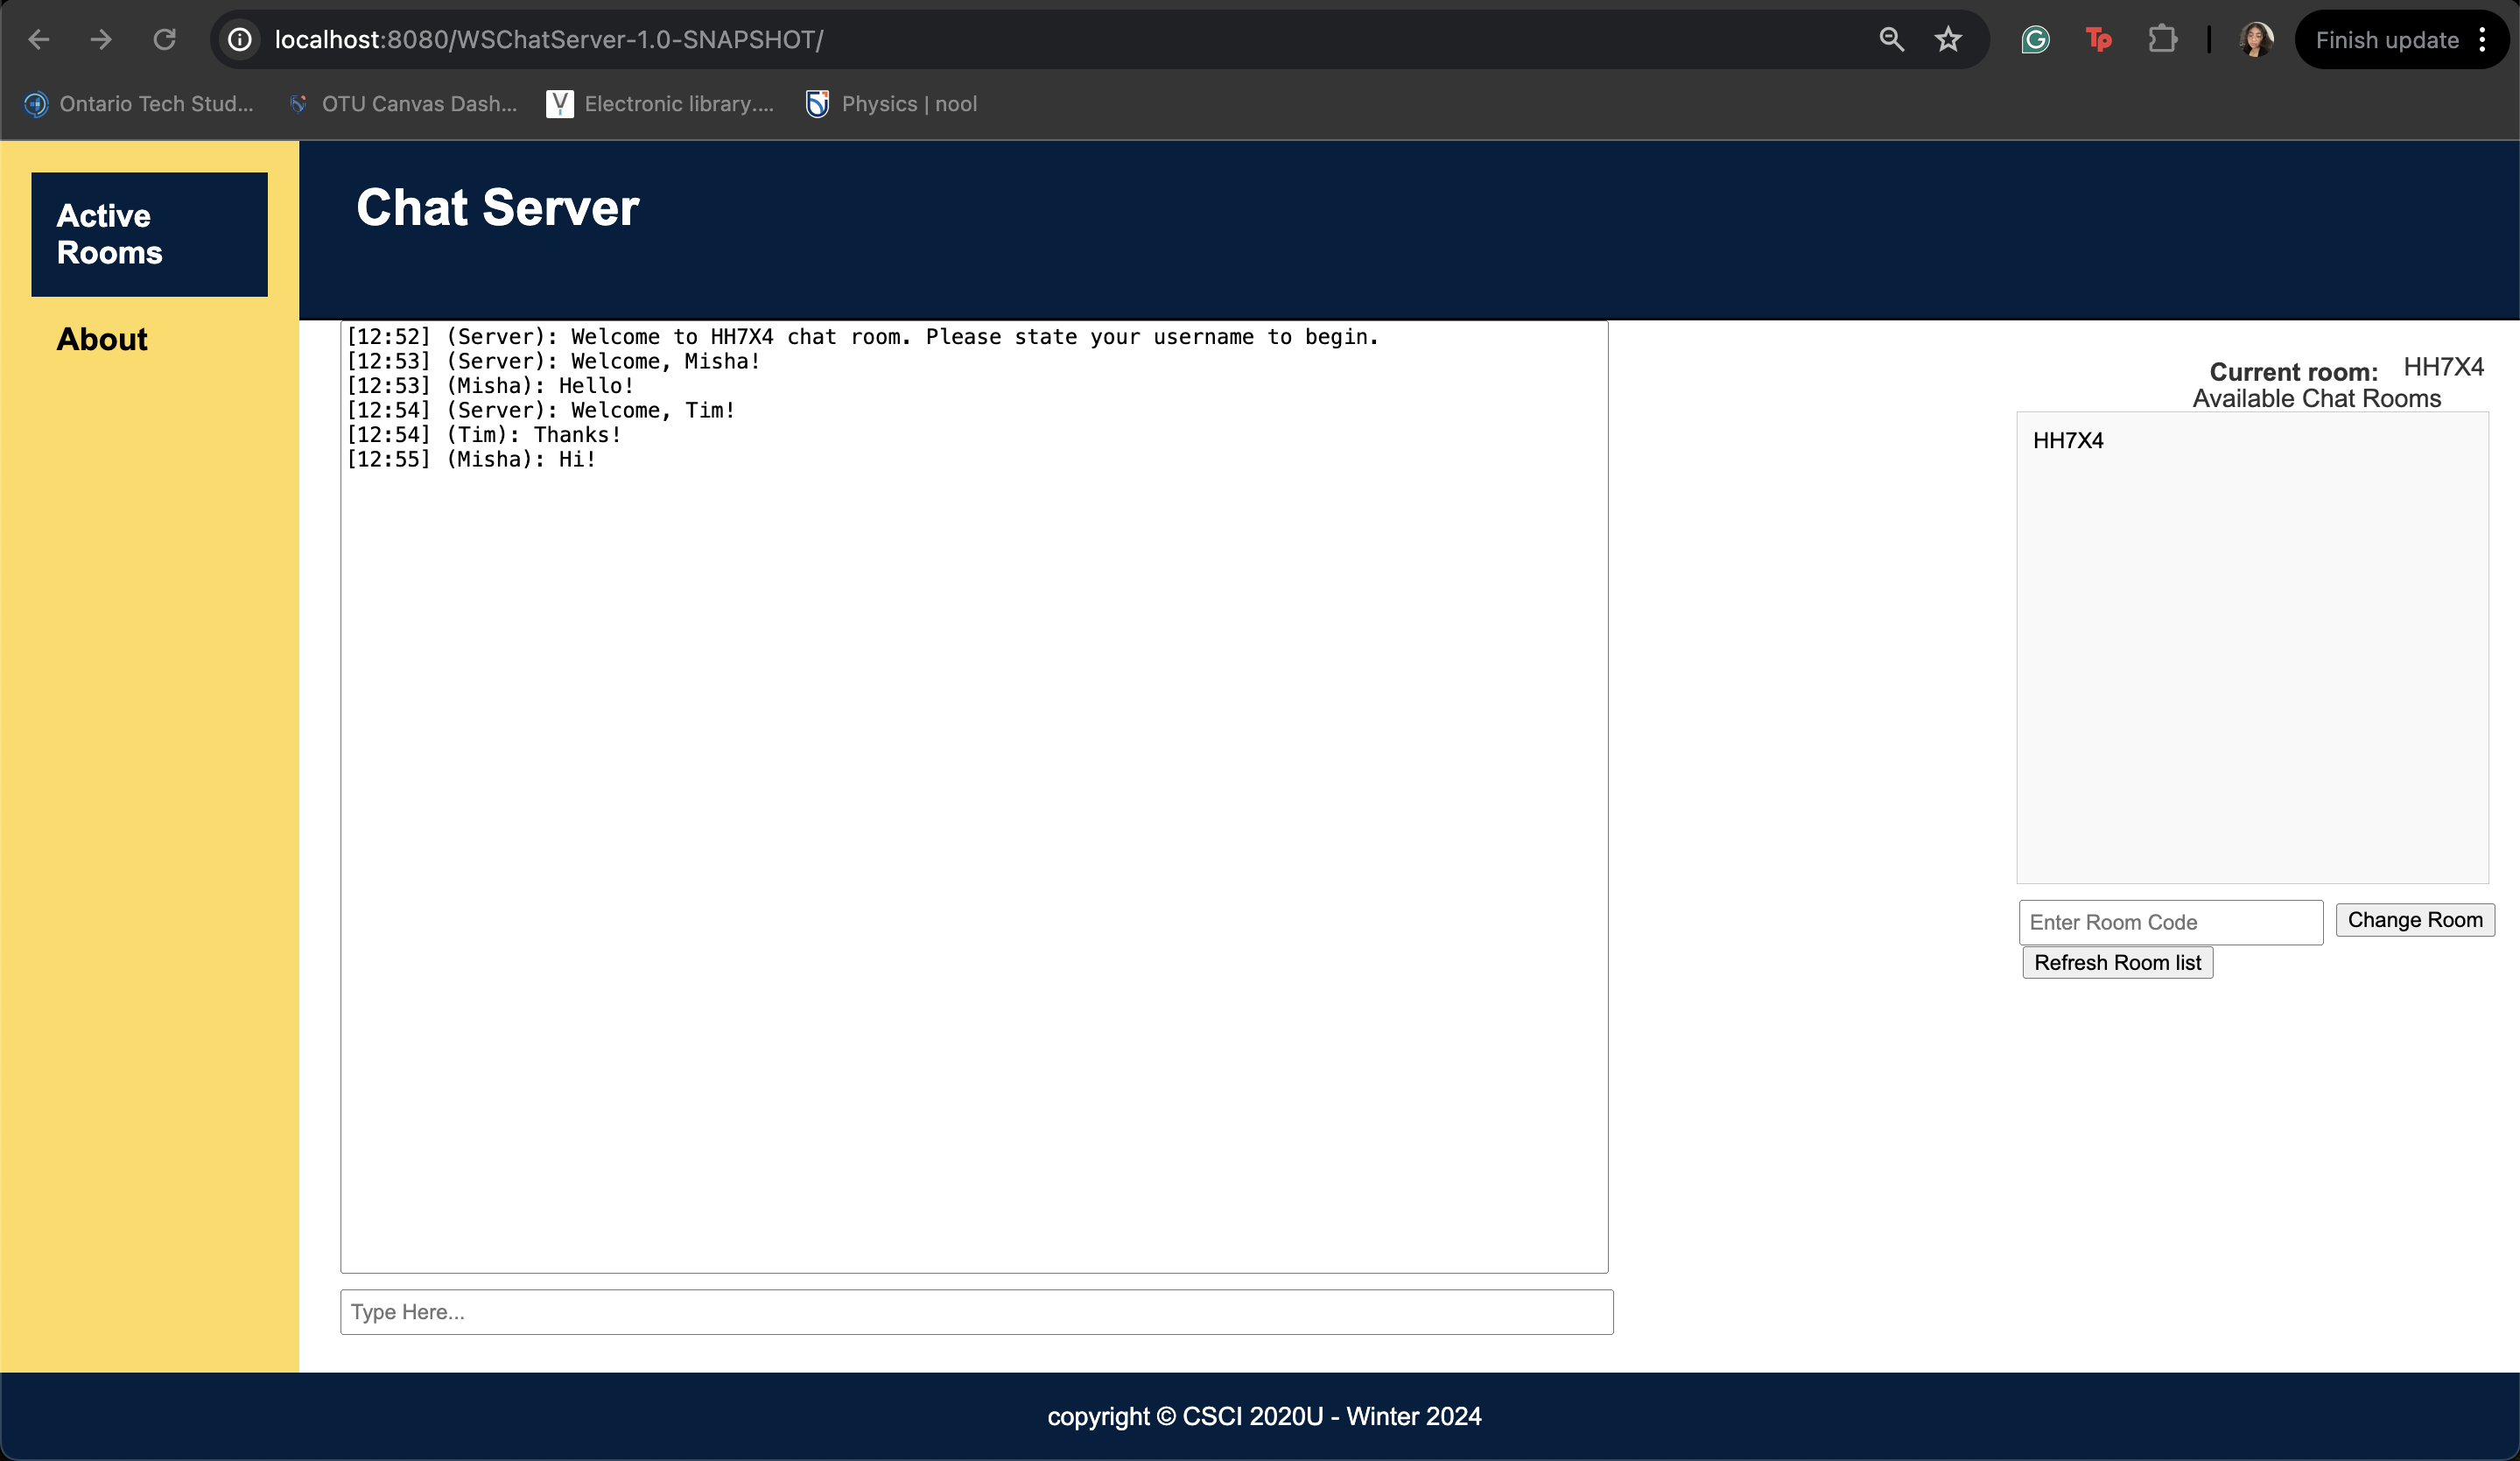 localhost:8080/WSChatServer-1.0-SNAPSHOT/
Finish update
Ontario Tech Stud...
OTU Canvas Dash...
Electronic library....
Physics | nool
Active
Rooms
About
Chat Server
[12:52] (Server): Welcome to HH7X4 chat room. Please state your username to begin.
[12:53] (Server): Welcome, Misha!
[12:53] (Misha): Hello!
[12:54] (Server): Welcome, Tim!
[12:54] (Tim): Thanks!
[12:55] (Misha): Hi!
Type Here...
Current room: HH7X4
Available Chat Rooms
HH7X4
Enter Room Code
Change Room
Refresh Room list
copyright © CSCI 2020U - Winter 2024